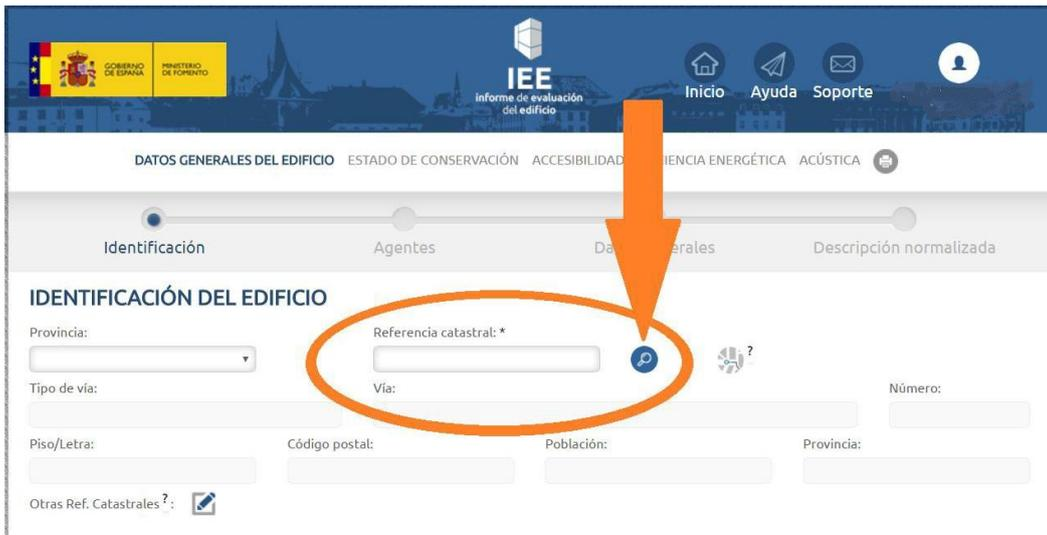 GOBIERNO
DE ESPAÑA
MINISTERIO
DE FOMENTO
IEE
informe de evaluación
del edificio
Inicio Ayuda Soporte
DATOS GENERALES DEL EDIFICIO ESTADO DE CONSERVACIÓN ACCESIBILIDAD ENERGÉTICA ACÚSTICA
Identificación Agentes Descripción normalizada
IDENTIFICACIÓN DEL EDIFICIO
Provincia: Referencia catastral: *
?
Tipo de vía: Vía: Número:
Piso/Letra: Código postal: Población: Provincia:
Otras Ref. Catastrales ? :